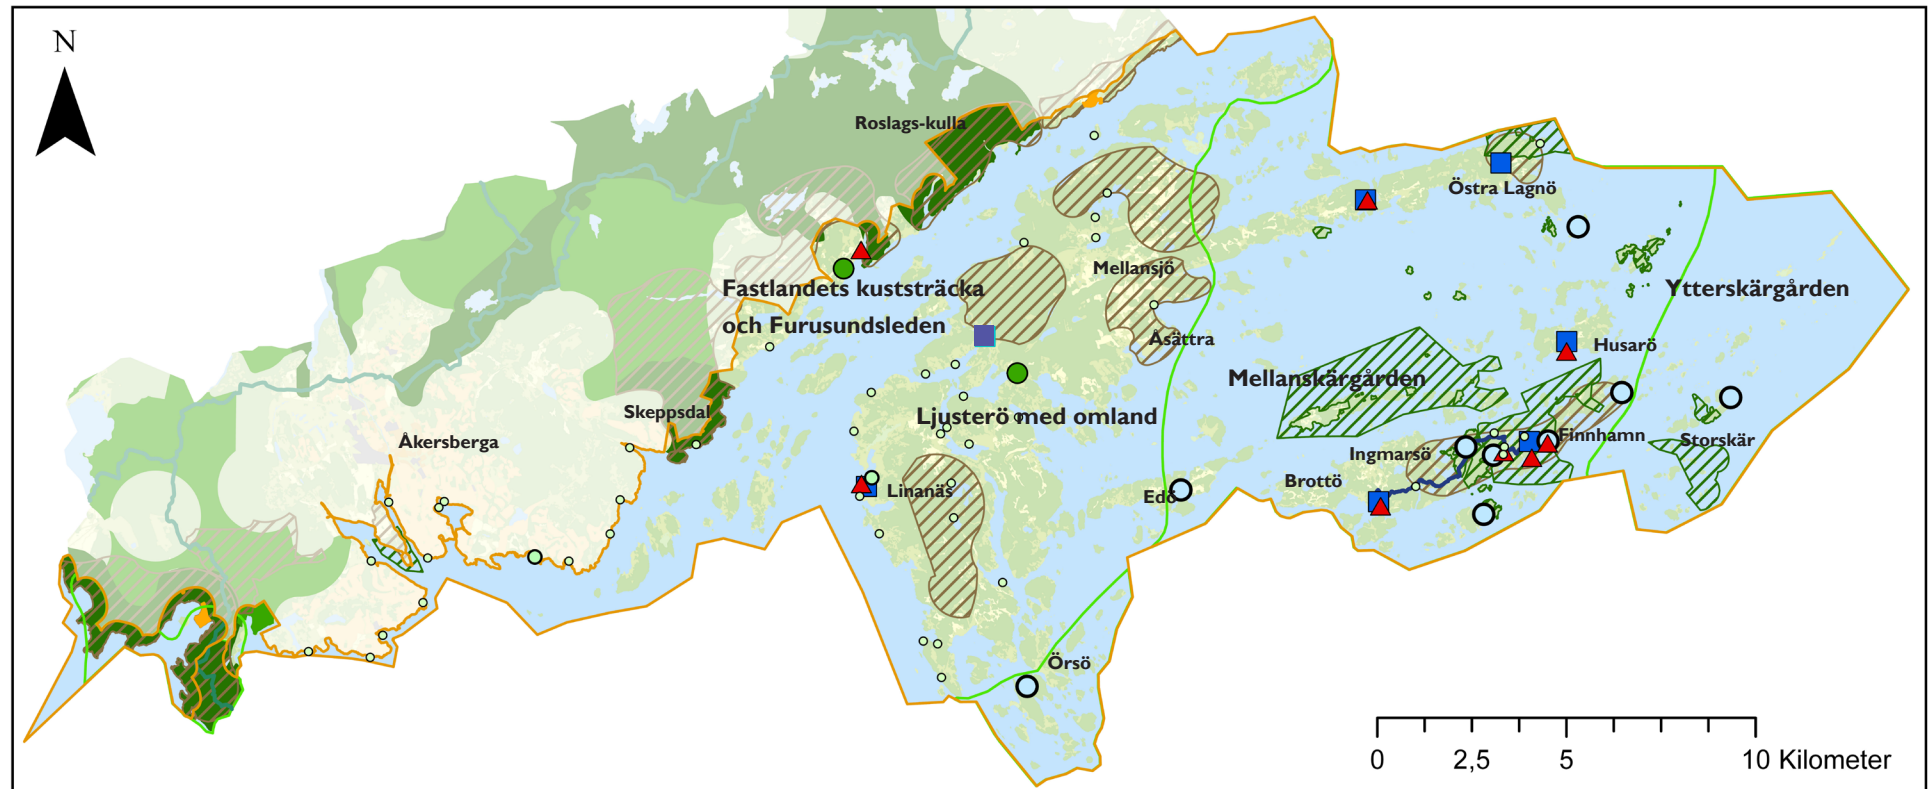 N
Roslags-kulla
Östra Lagnö
Mellansjö
Fastlandets kuststräcka
och Furusundsleden
Ytterskärgården
Åsättra
Husarö
Mellanskärgården
Skeppsdal
Ljusterö med omland
Åkersberga
Finnhamn
Storskär
Ingmarsö
Brottö
Linanäs
Edö
Örsö
0 2,5 5 10 Kilometer